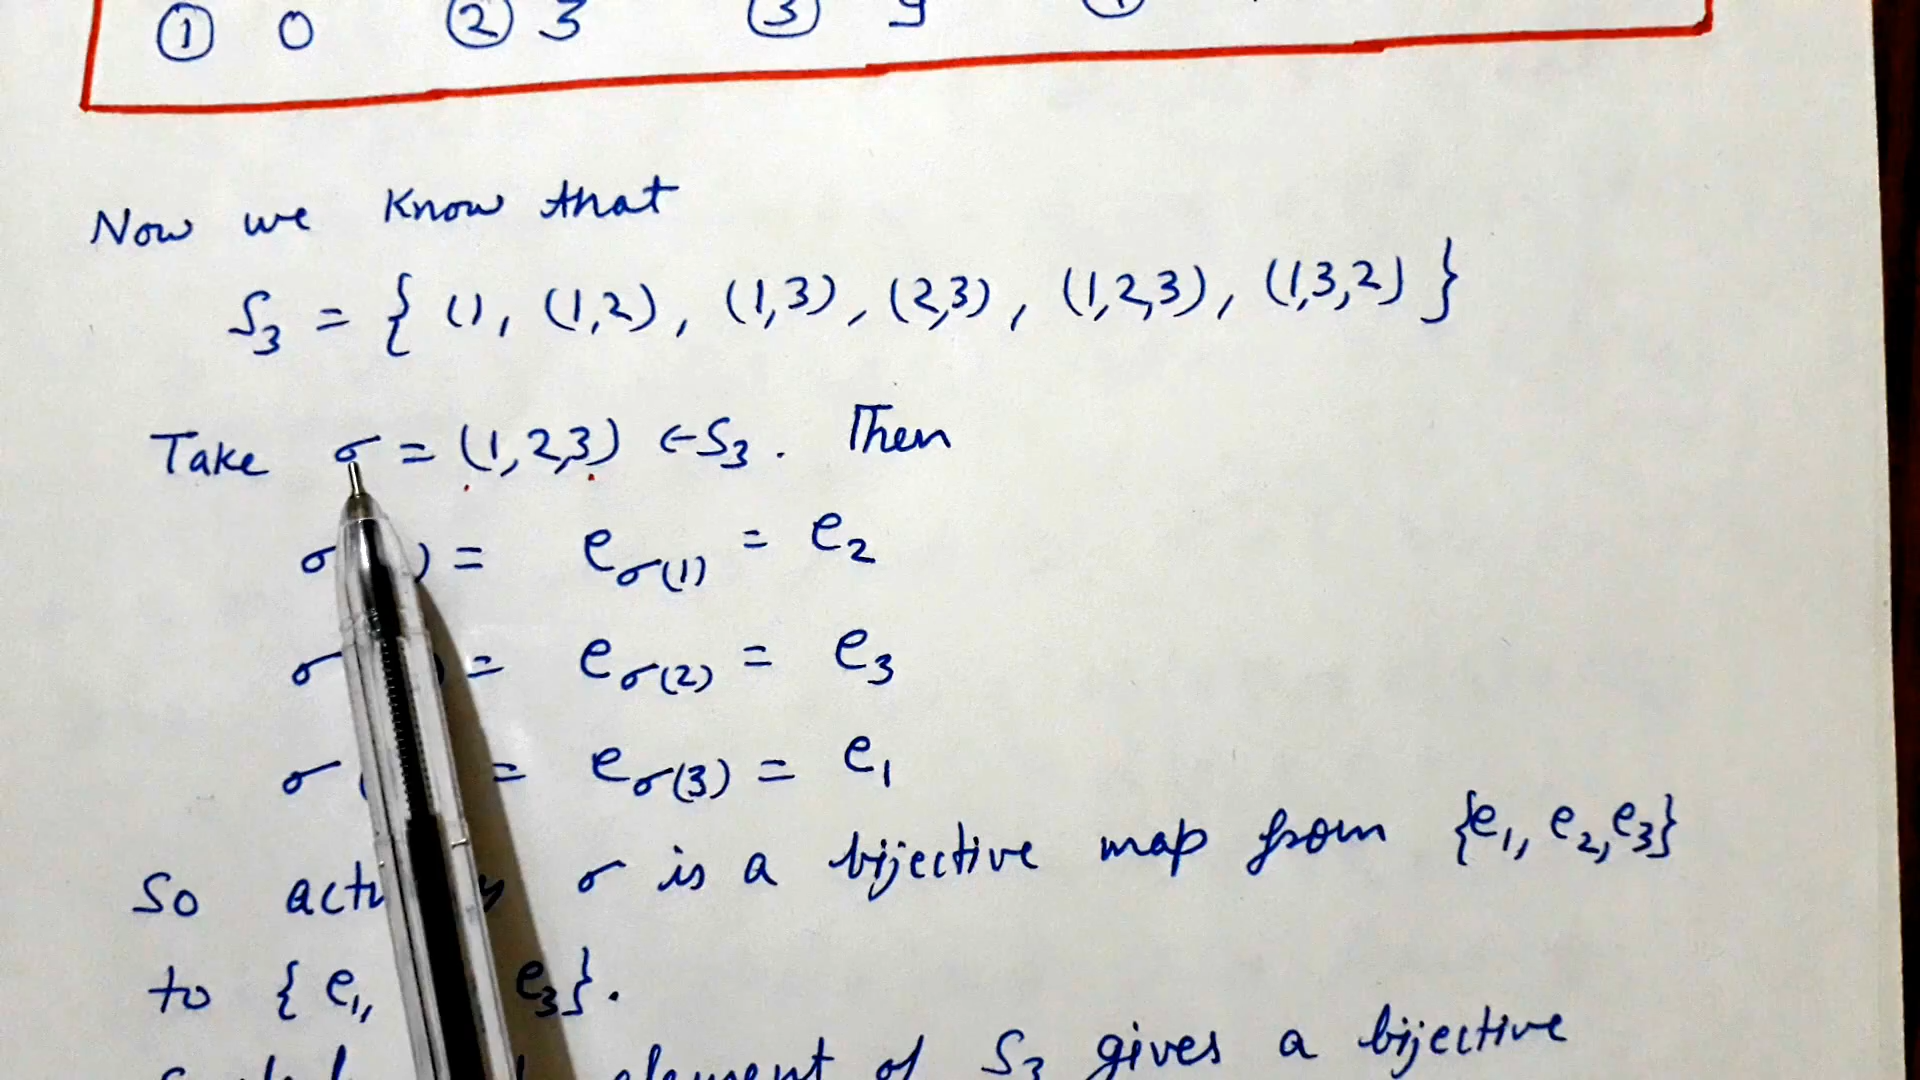 ① 0 ② 3 ③ 9
Now we know that
S₃ = { (), (1,2), (1,3), (2,3), (1,2,3), (1,3,2) }
Take σ = (1,2,3) ∈ S₃. Then
σ ) = e_σ(1) = e₂
σ ) = e_σ(2) = e₃
σ( = e_σ(3) = e₁
So σ is a bijective map from {e₁, e₂, e₃}
to { e₁, e₃}.
element of S₃ gives a bijective